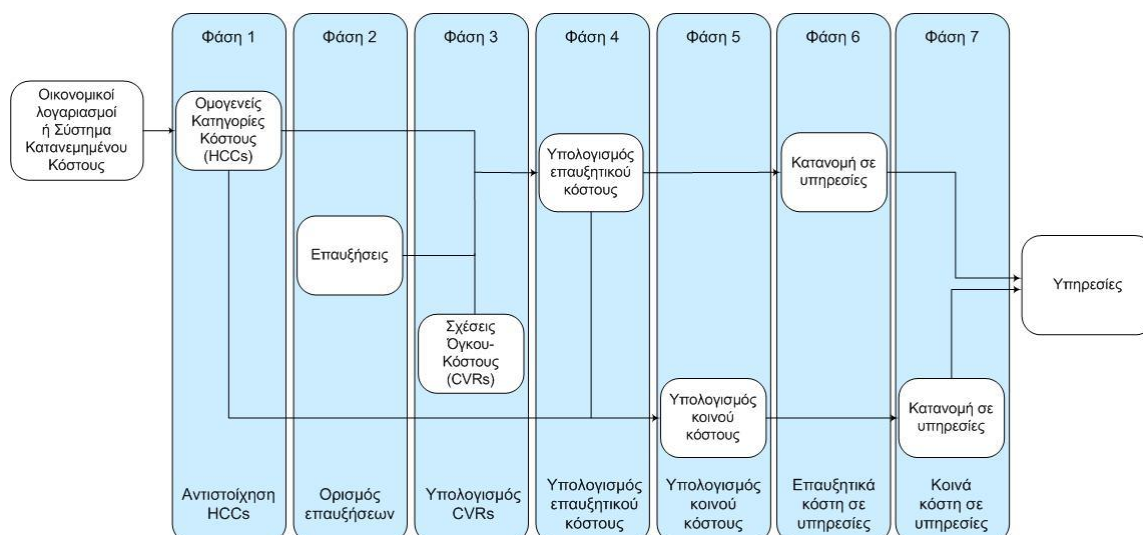 Φάση 1
Φάση 2
Φάση 3
Φάση 4
Φάση 5
Φάση 6
Φάση 7
Οικονομικοί
λογαριασμοί
ή Σύστημα
Κατανεμημένου
Κόστους
Ομογενείς
Κατηγορίες
Κόστους
(HCCs)
Επαυξήσεις
Σχέσεις
Όγκου-
Κόστους
(CVRs)
Υπολογισμός
επαυξητικού
κόστους
Υπολογισμός
κοινού
κόστους
Κατανομή σε
υπηρεσίες
Κατανομή σε
υπηρεσίες
Υπηρεσίες
Αντιστοίχηση
HCCs
Ορισμός
επαυξήσεων
Υπολογισμός
CVRs
Υπολογισμός
επαυξητικού
κόστους
Υπολογισμός
κοινού
κόστους
Επαυξητικά
κόστη σε
υπηρεσίες
Κοινά
κόστη σε
υπηρεσίες